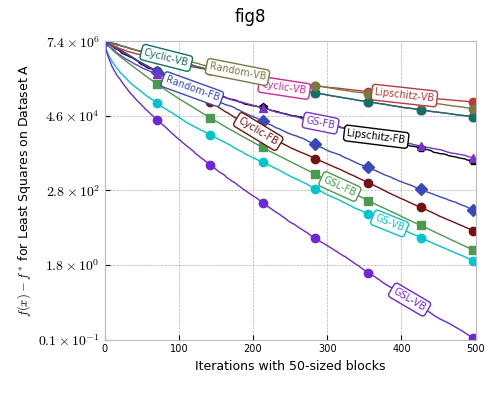 fig8
7.4 × 10⁶
4.6 × 10⁴
2.8 × 10²
1.8 × 10⁰
0.1 × 10⁻¹
f(x) − f* for Least Squares on Dataset A
Cyclic-VB
Random-VB
Cyclic-VB
Lipschitz-VB
Random-FB
GS-FB
Cyclic-FB
Lipschitz-FB
GSL-FB
GS-VB
GSL-VB
0 100 200 300 400 500
Iterations with 50-sized blocks